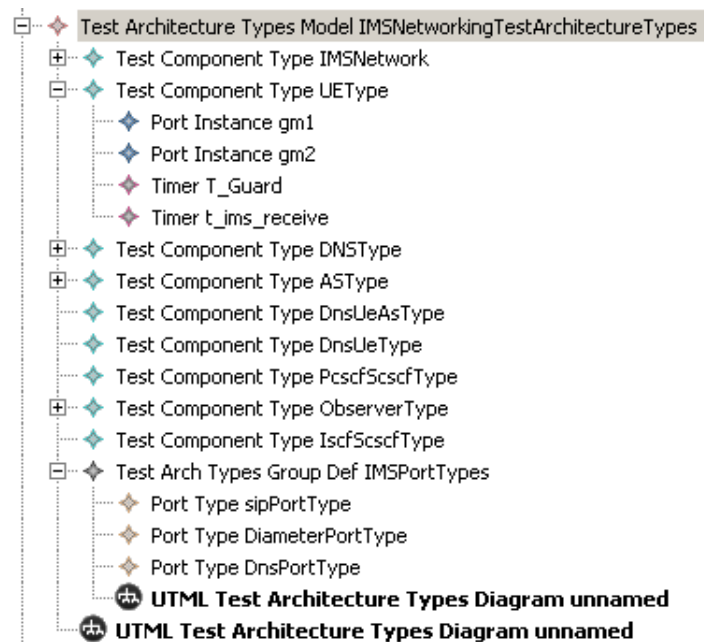 Test Architecture Types Model IMSNetworkingTestArchitectureTypes
Test Component Type IMSNetwork
Test Component Type UEType
Port Instance gm1
Port Instance gm2
Timer T_Guard
Timer t_ims_receive
Test Component Type DNSType
Test Component Type ASType
Test Component Type DnsUeAsType
Test Component Type DnsUeType
Test Component Type PcscfScscfType
Test Component Type ObserverType
Test Component Type IscfScscfType
Test Arch Types Group Def IMSPortTypes
Port Type sipPortType
Port Type DiameterPortType
Port Type DnsPortType
UTML Test Architecture Types Diagram unnamed
UTML Test Architecture Types Diagram unnamed